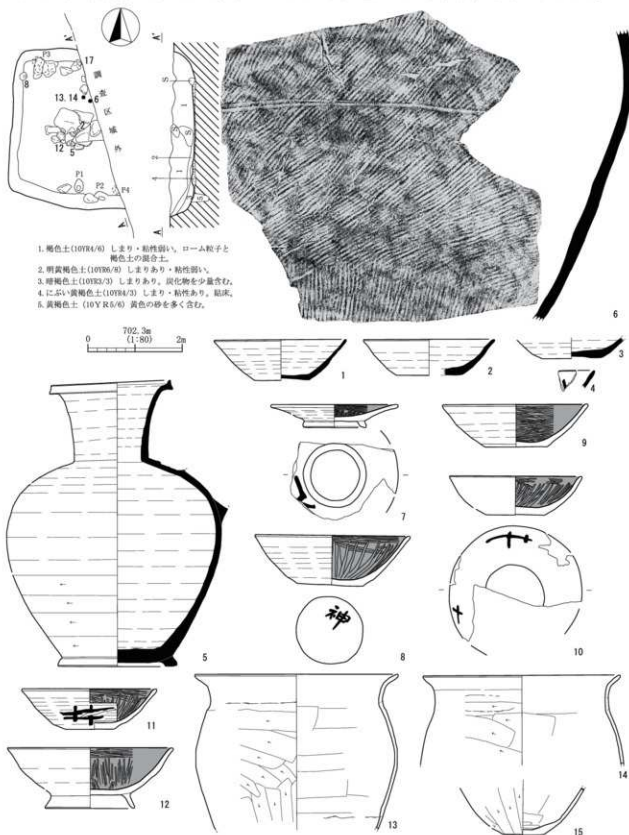 A A'
P3
17
8
13.14
6
調査区域外
7
12
5
P1
P2
P4
A A'
S
1
2
1
4
S
1. 褐色土(10YR4/6) しまり・粘性弱い。ローム粒子と
褐色土の混合土。
2. 明黄褐色土(10YR6/8) しまりあり・粘性弱い。
3. 暗褐色土(10YR3/3) しまりあり。炭化物を少量含む。
4. にぶい黄褐色土(10YR4/3) しまり・粘性あり。貼床。
5. 黄褐色土(10YR5/6) 黄色の砂を多く含む。
702.3m
0 (1:80) 2m
6
1
2
3
4
9
7
神
5
8
10
11
12
13
14
15